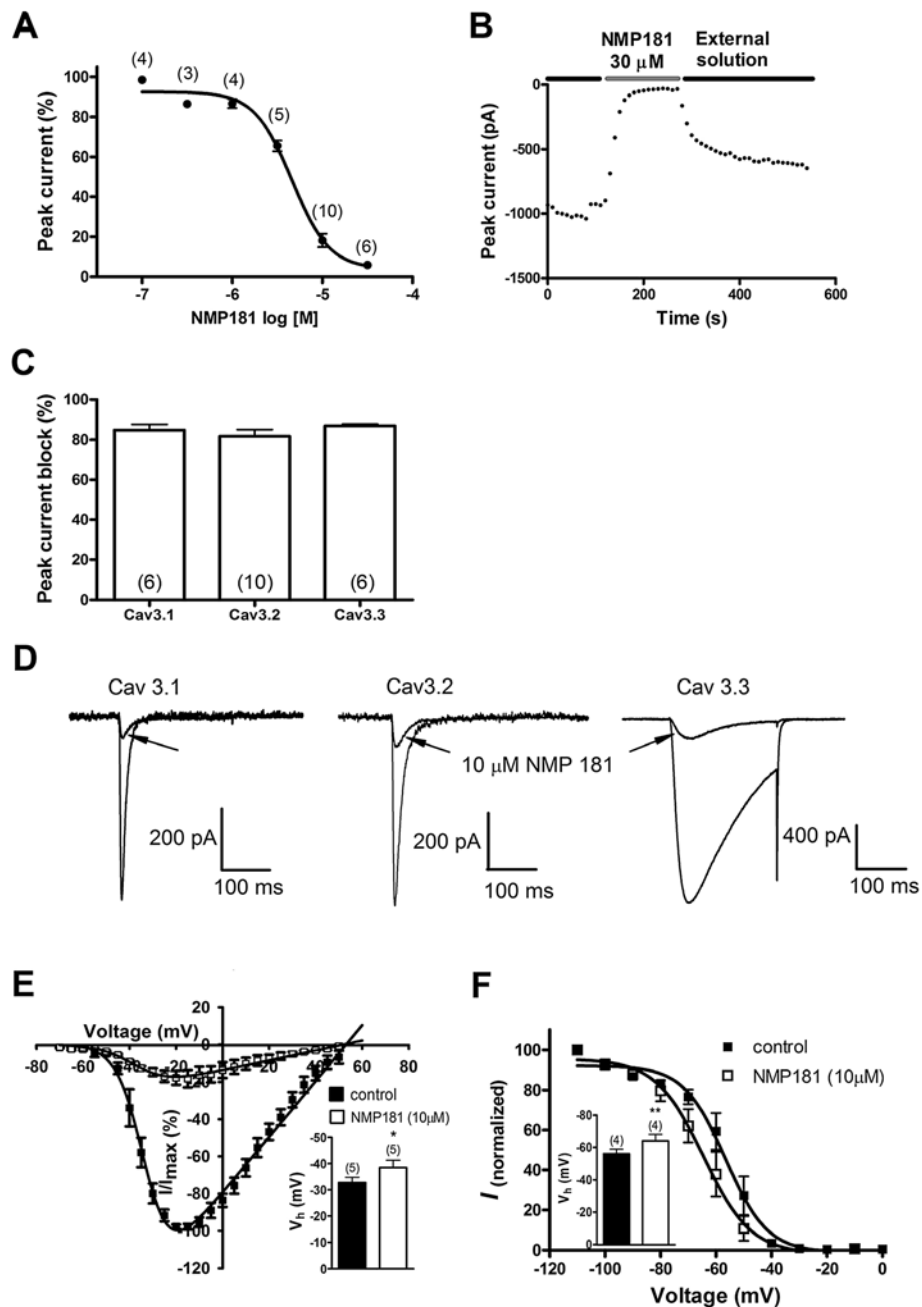 A
(4)
(3)
(4)
(5)
(10)
(6)
100
80
60
40
20
0
Peak current (%)
-7
-6
-5
-4
NMP181 log [M]
B
NMP181
30 μM
External
solution
0
-500
-1000
-1500
Peak current (pA)
0
200
400
600
Time (s)
C
100
80
60
40
20
0
Peak current block (%)
(6)
(10)
(6)
Cav3.1
Cav3.2
Cav3.3
D
Cav 3.1
Cav3.2
Cav 3.3
10 μM NMP 181
200 pA
100 ms
200 pA
100 ms
400 pA
100 ms
E
Voltage (mV)
-80
-60
-40
-20
20
40
60
80
20
0
-20
-40
-60
-80
-100
-120
I/Imax (%)
control
NMP181 (10μM)
-50
-40
-30
-20
-10
0
Vh (mV)
(5)
*
(5)
F
control
NMP181 (10μM)
100
80
60
40
20
0
I (normalized)
-80
-60
-40
-20
0
Vh (mV)
(4)
**
(4)
-120
-100
-80
-60
-40
-20
0
Voltage (mV)